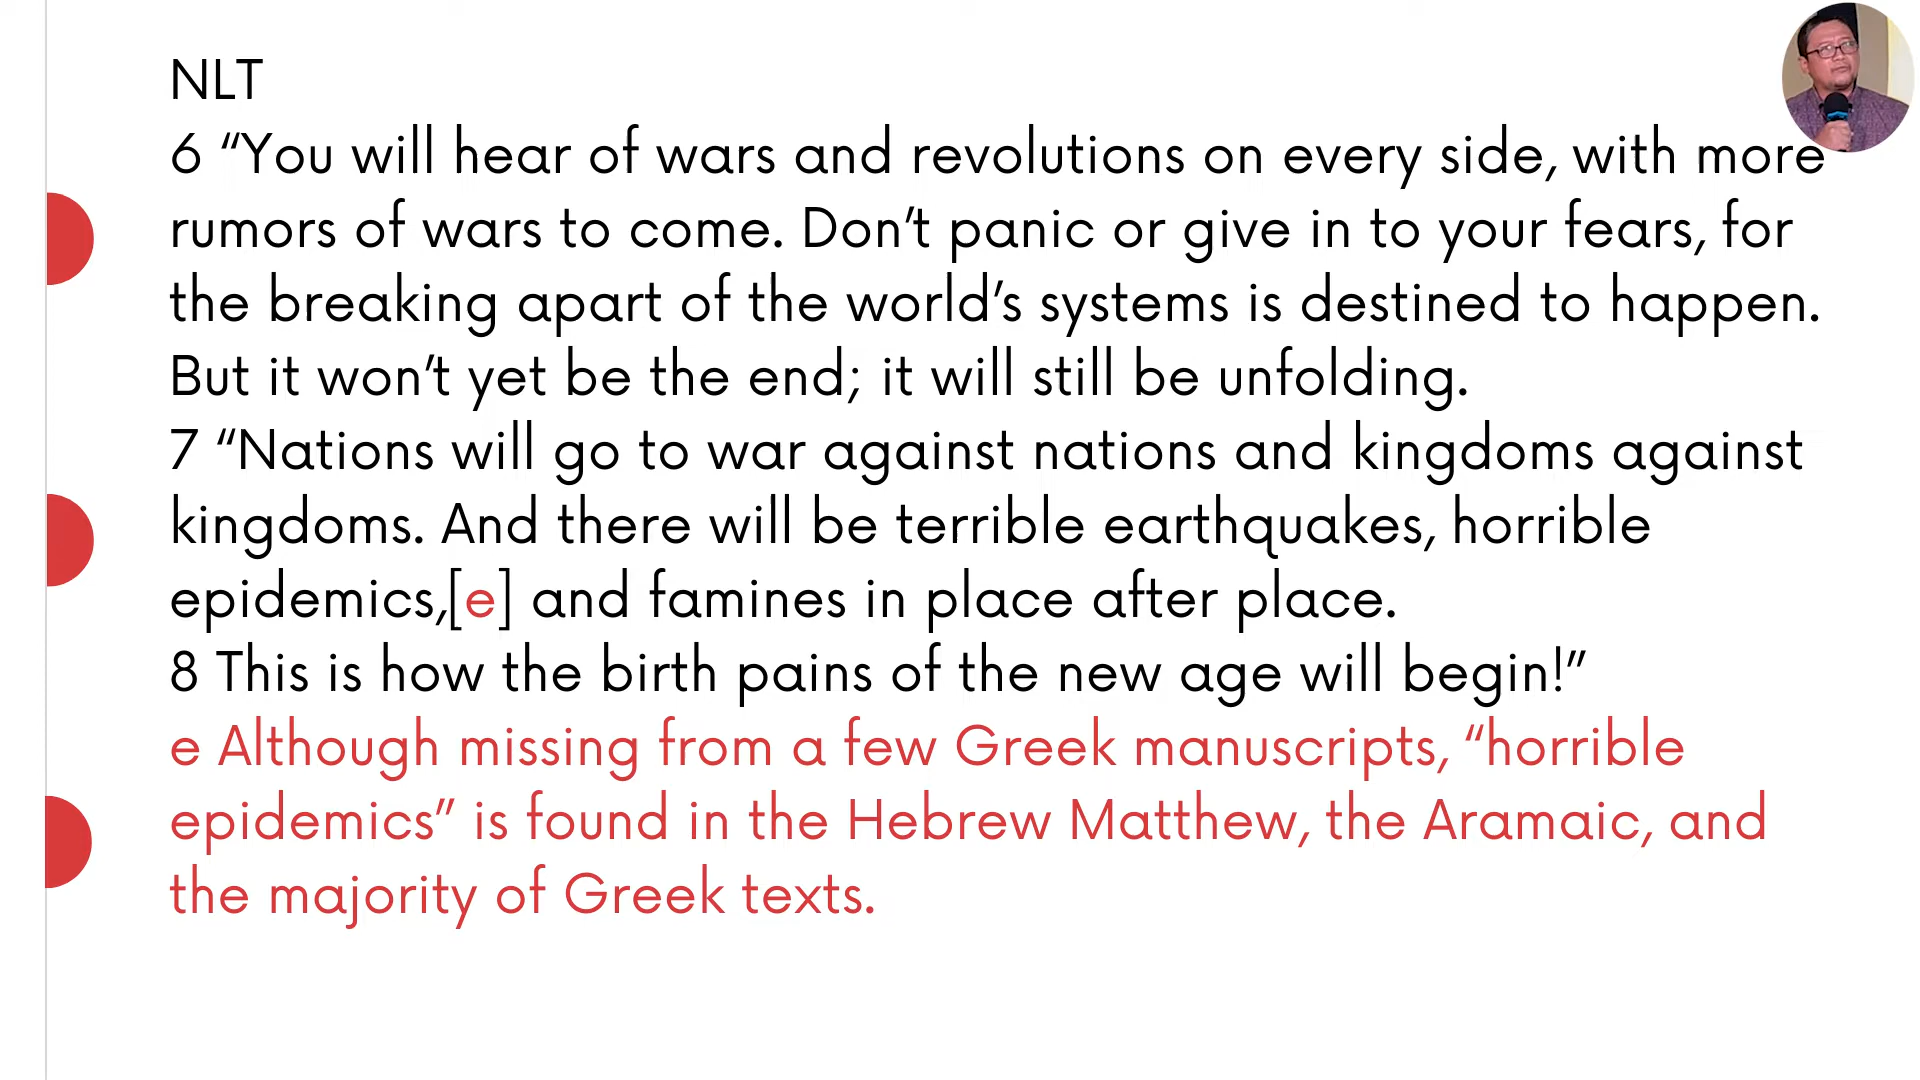 NLT
6 “You will hear of wars and revolutions on every side, with more
rumors of wars to come. Don’t panic or give in to your fears, for
the breaking apart of the world’s systems is destined to happen.
But it won’t yet be the end; it will still be unfolding.
7 “Nations will go to war against nations and kingdoms against
kingdoms. And there will be terrible earthquakes, horrible
epidemics,[e] and famines in place after place.
8 This is how the birth pains of the new age will begin!”
e Although missing from a few Greek manuscripts, “horrible
epidemics” is found in the Hebrew Matthew, the Aramaic, and
the majority of Greek texts.